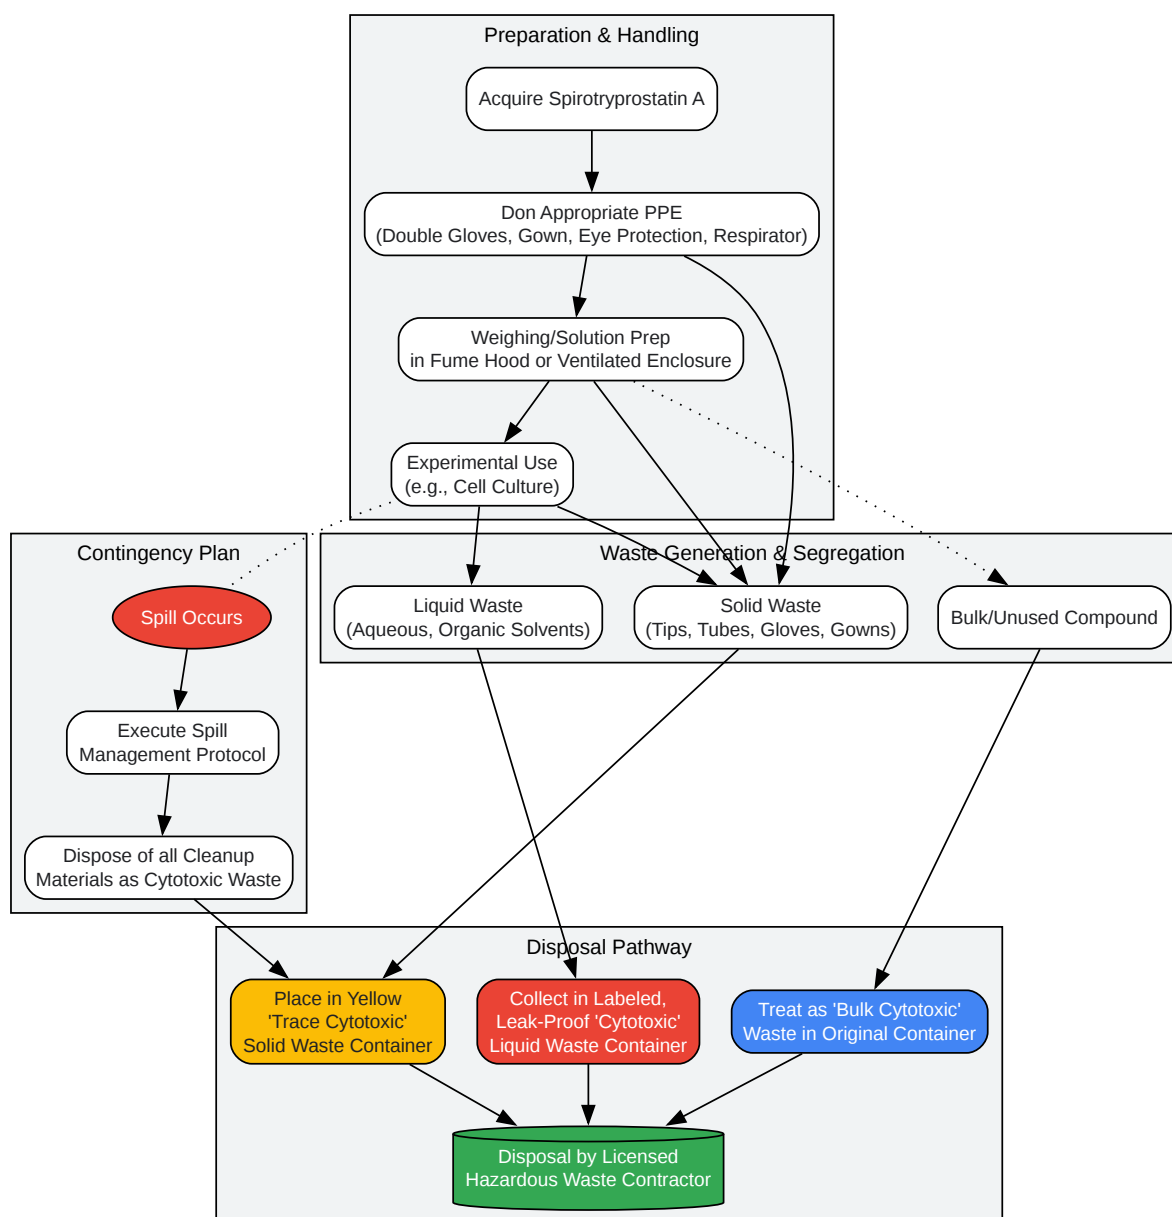 Preparation & Handling
Acquire Spirotryprostatin A
Don Appropriate PPE
(Double Gloves, Gown, Eye Protection, Respirator)
Weighing/Solution Prep
in Fume Hood or Ventilated Enclosure
Experimental Use
(e.g., Cell Culture)
Contingency Plan
Spill Occurs
Execute Spill
Management Protocol
Dispose of all Cleanup
Materials as Cytotoxic Waste
Waste Generation & Segregation
Liquid Waste
(Aqueous, Organic Solvents)
Solid Waste
(Tips, Tubes, Gloves, Gowns)
Bulk/Unused Compound
Disposal Pathway
Place in Yellow
'Trace Cytotoxic'
Solid Waste Container
Collect in Labeled,
Leak-Proof 'Cytotoxic'
Liquid Waste Container
Treat as 'Bulk Cytotoxic'
Waste in Original Container
Disposal by Licensed
Hazardous Waste Contractor